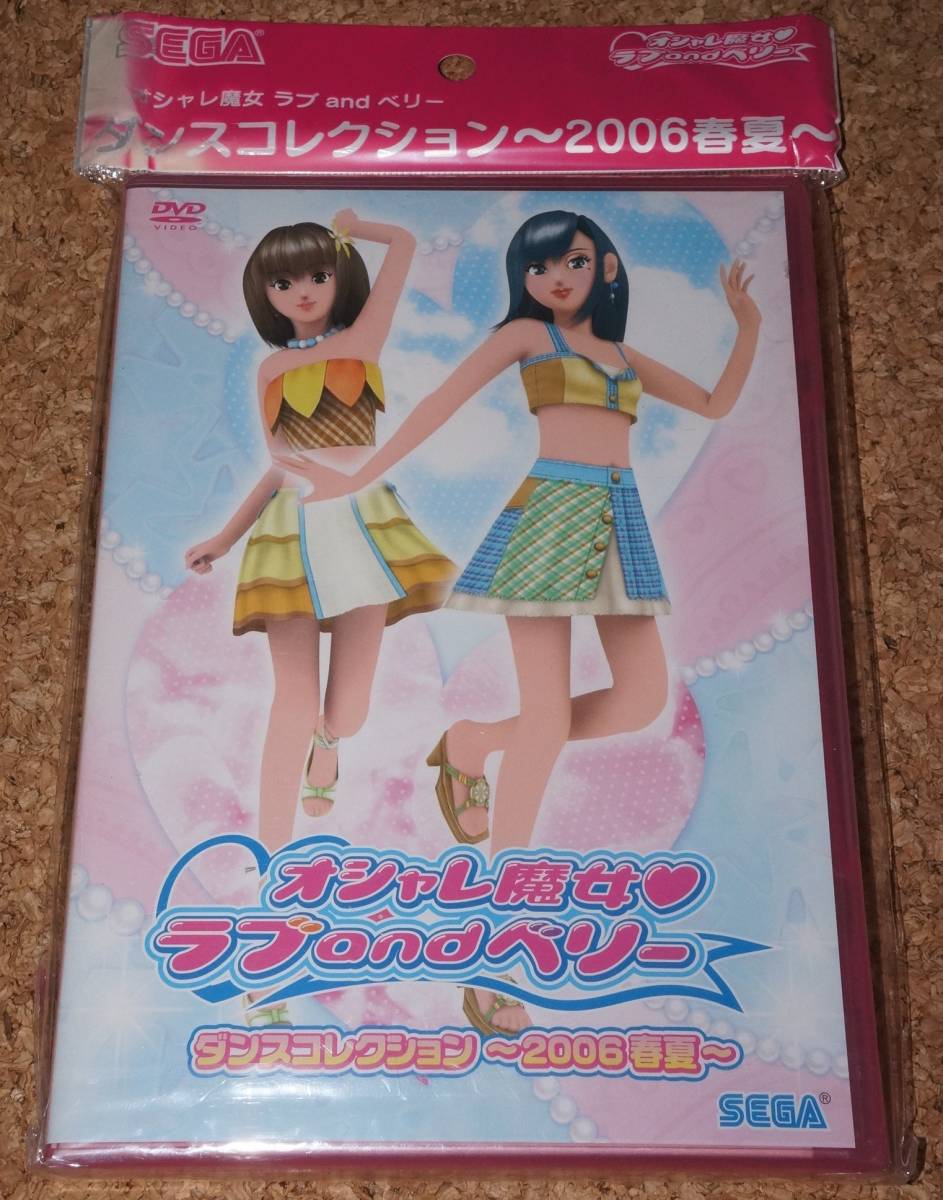 SEGA®
オシャレ魔女♥
ラブandベリー
オシャレ魔女 ラブ and ベリー
ダンスコレクション～2006春夏～
DVD
VIDEO
オシャレ魔女♥
ラブandベリー
ダンスコレクション ～2006春夏～
SEGA®